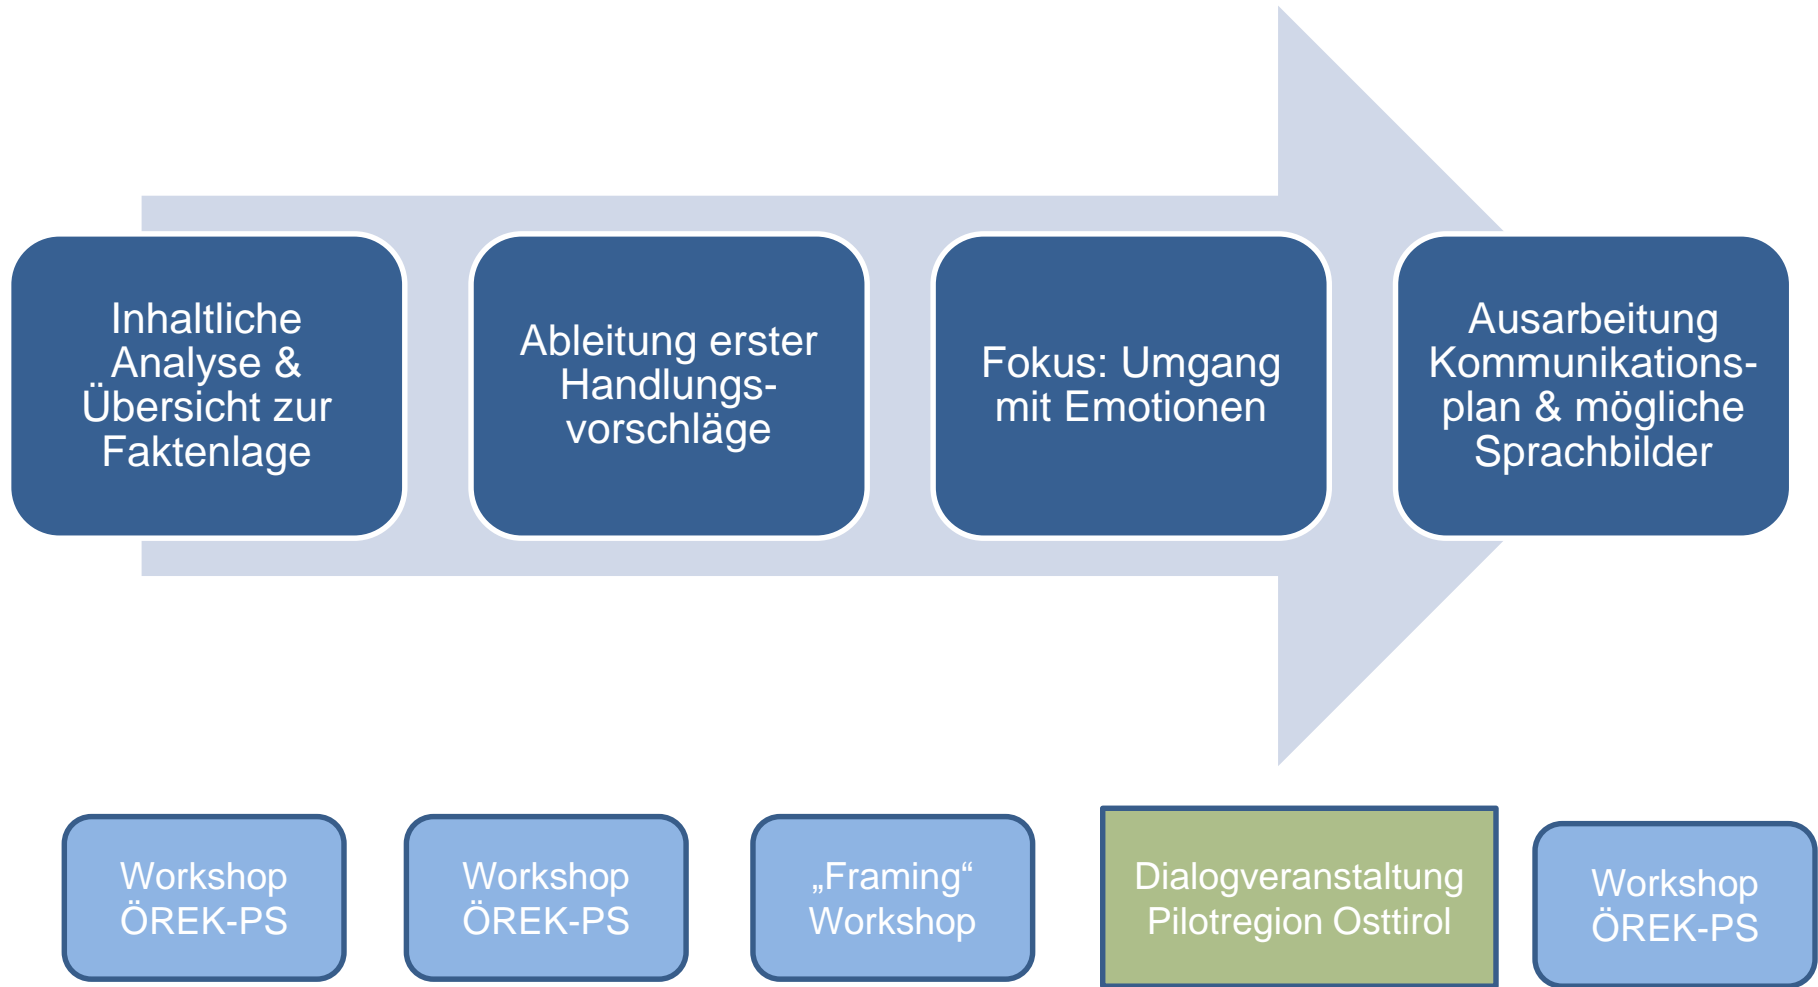 Inhaltliche
Analyse &
Übersicht zur
Faktenlage
Ableitung erster
Handlungs-
vorschläge
Fokus: Umgang
mit Emotionen
Ausarbeitung
Kommunikations-
plan & mögliche
Sprachbilder
Workshop
ÖREK-PS
Workshop
ÖREK-PS
„Framing“
Workshop
Dialogveranstaltung
Pilotregion Osttirol
Workshop
ÖREK-PS